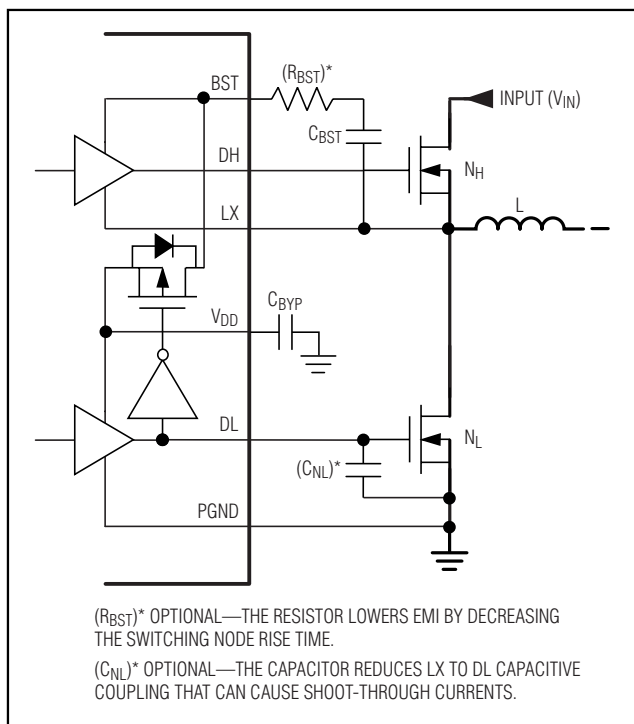 BST
(RBST)*
INPUT (VIN)
CBST
DH
NH
LX
L
CBYP
VDD
DL
NL
(CNL)*
PGND
(RBST)* OPTIONAL—THE RESISTOR LOWERS EMI BY DECREASING
THE SWITCHING NODE RISE TIME.
(CNL)* OPTIONAL—THE CAPACITOR REDUCES LX TO DL CAPACITIVE
COUPLING THAT CAN CAUSE SHOOT-THROUGH CURRENTS.